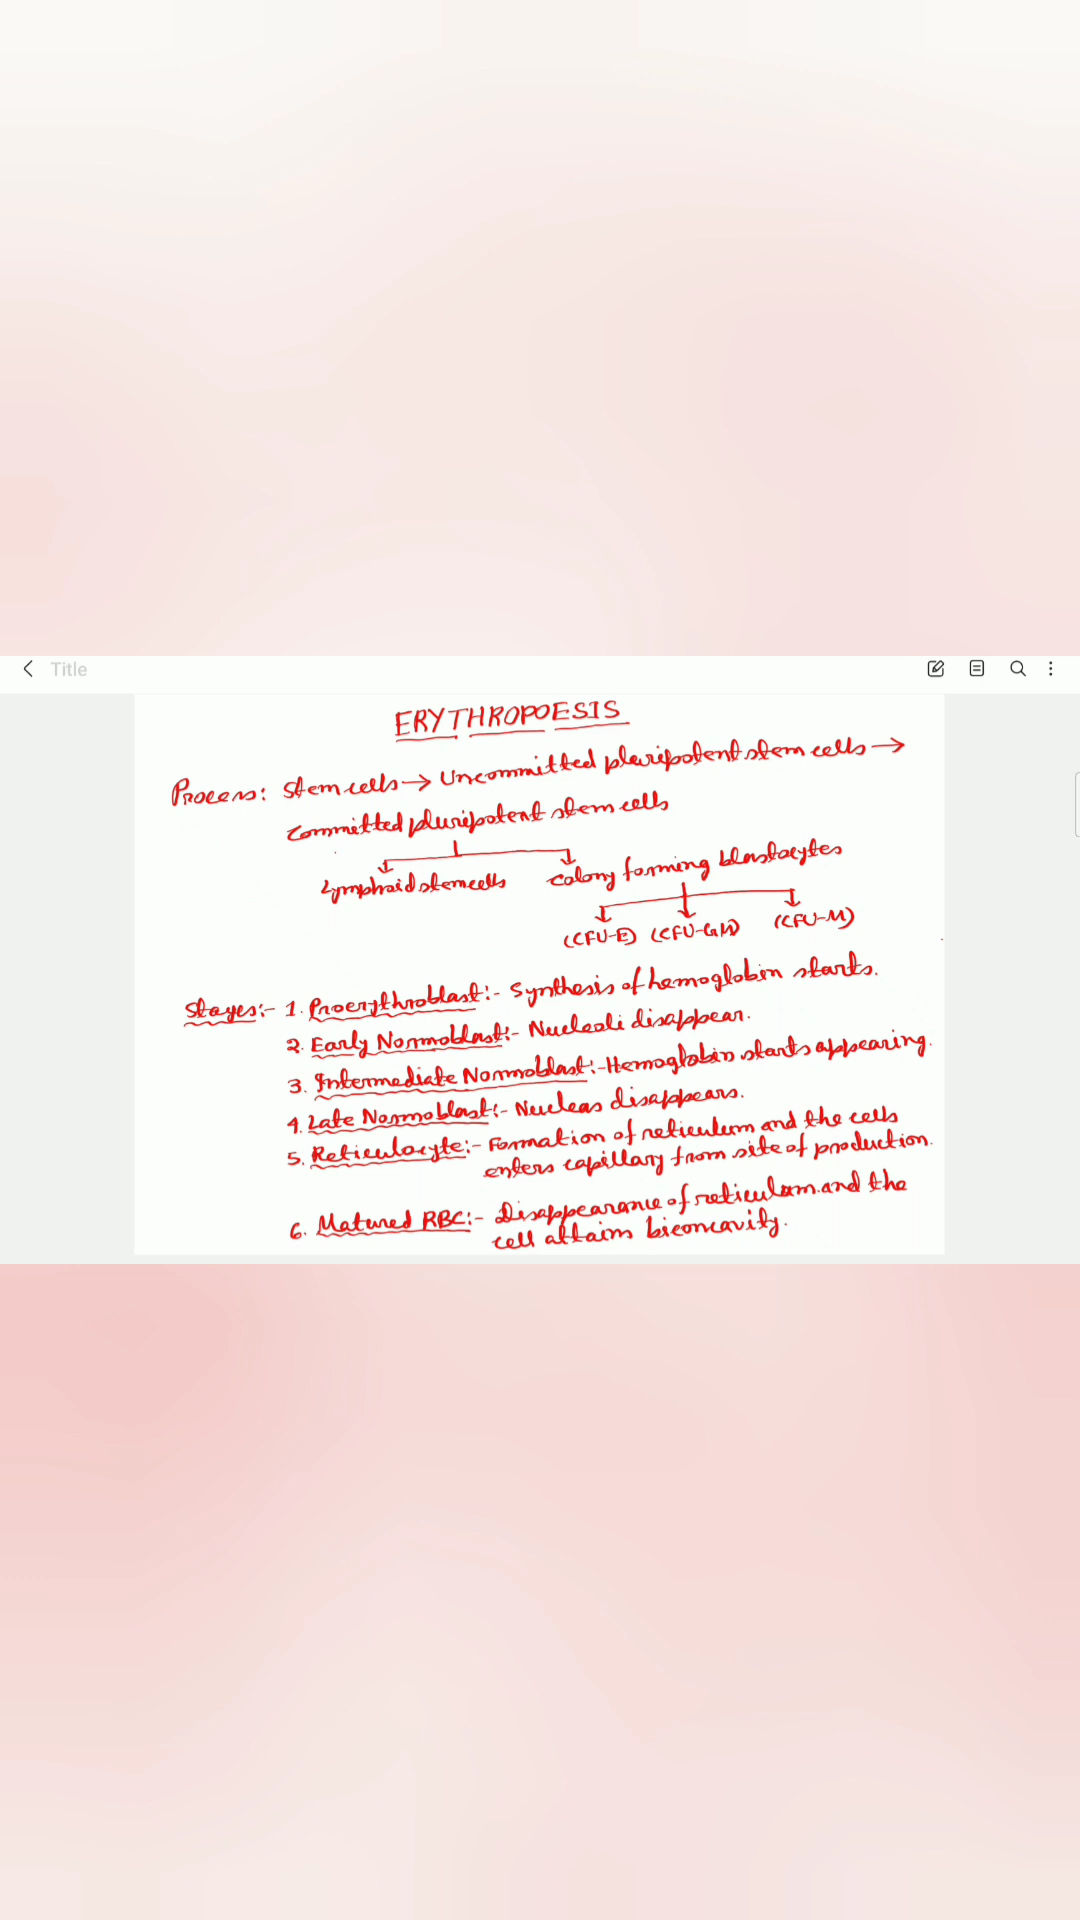 Title
ERYTHROPOESIS
Process: Stem cells → Uncommitted pluripotent stem cells →
Committed pluripotent stem cells
Lymphoid stem cells Colony forming blastocytes
(CFU-E) (CFU-GM) (CFU-M)
Stages:- 1. Proerythroblast:- Synthesis of hemoglobin starts.
2. Early Normoblast:- Nucleoli disappear.
3. Intermediate Normoblast:- Hemoglobin starts appearing.
4. Late Normoblast:- Nucleas disappears.
5. Reticulocyte:- Formation of reticulum and the cells
enters capillary from site of production.
6. Matured RBC:- Disappearance of reticulum and the
cell attains biconcavity.